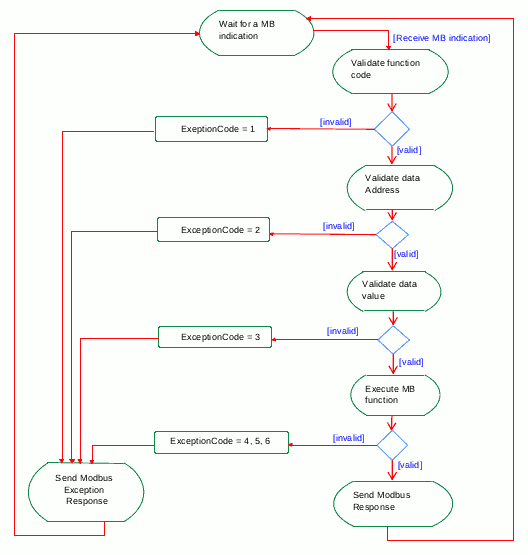 Wait for a MB
indication
[Receive MB indication]
Validate function
code
[invalid]
ExeptionCode = 1
[valid]
Validate data
Address
[invalid]
ExceptionCode = 2
[valid]
Validate data
value
[invalid]
ExceptionCode = 3
[valid]
Execute MB
function
[invalid]
ExceptionCode = 4, 5, 6
[valid]
Send Modbus
Exception
Response
Send Modbus
Response